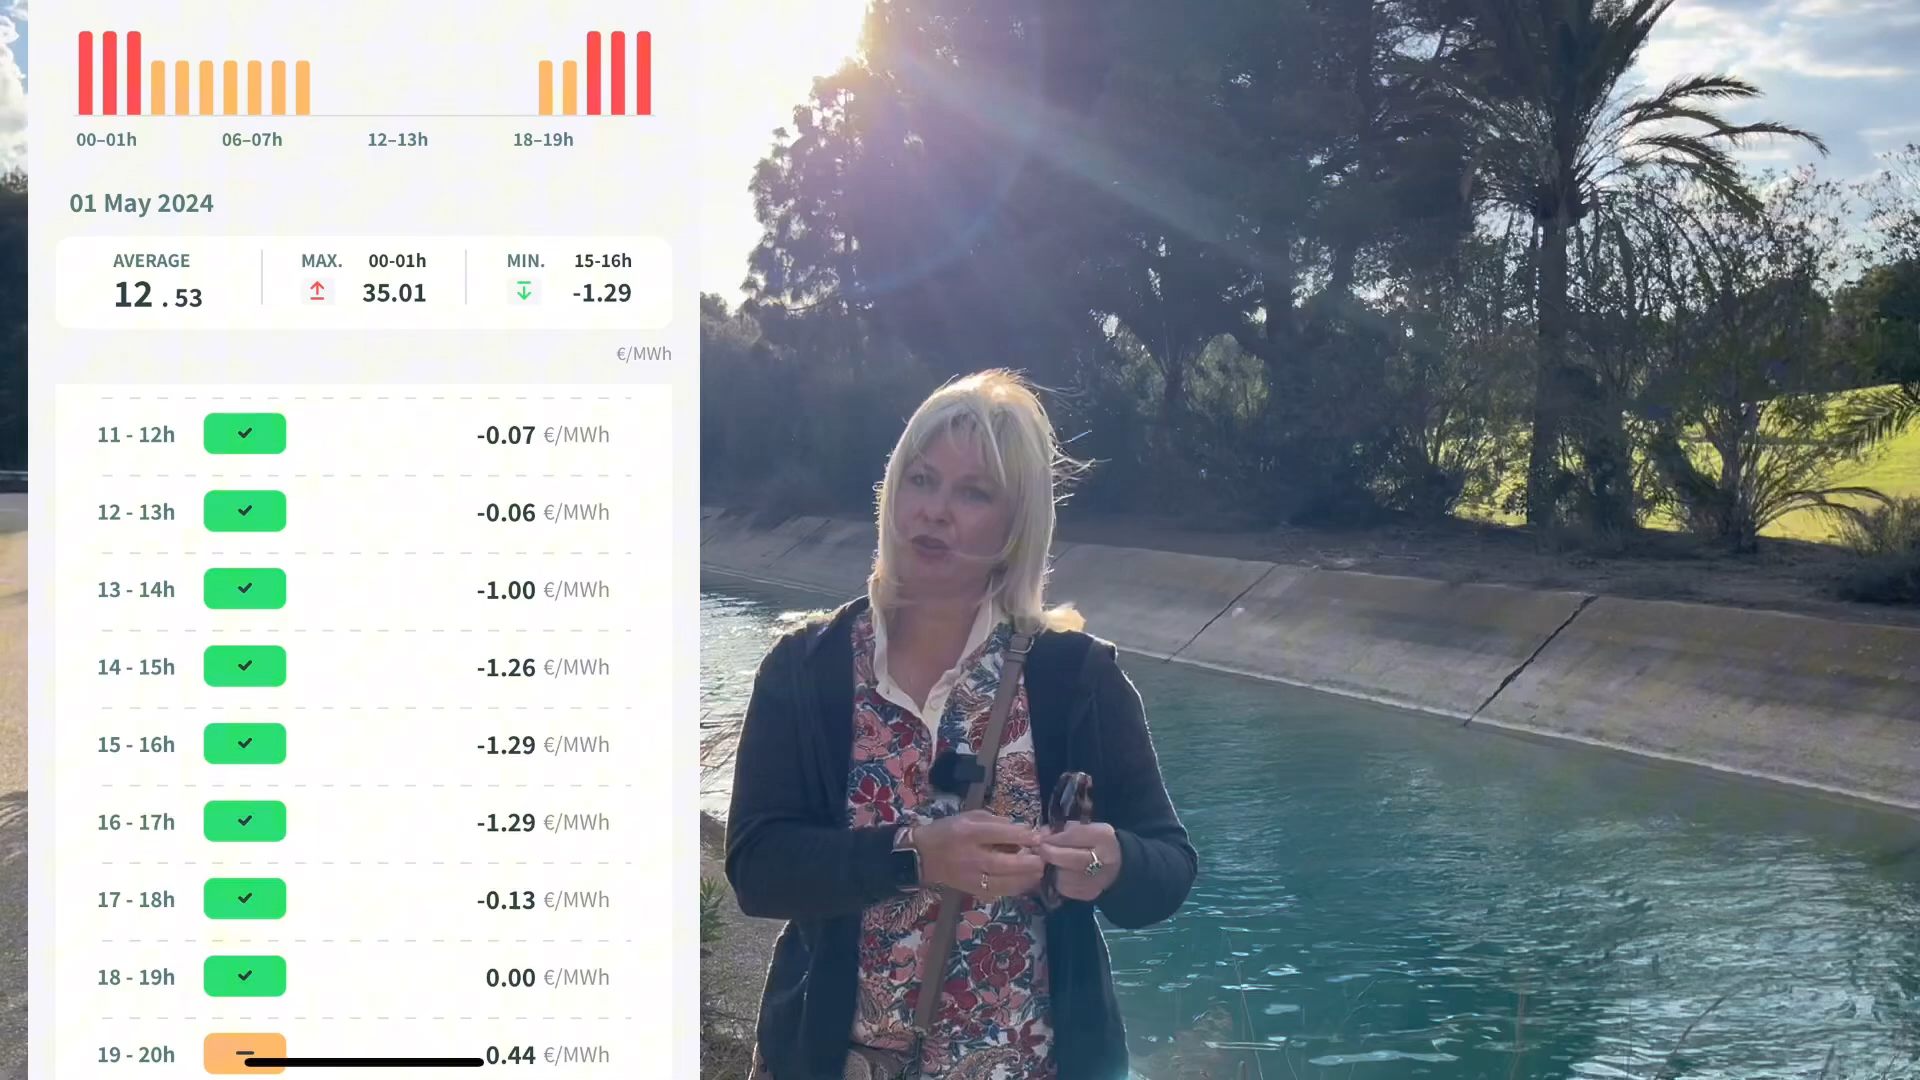 00–01h 06–07h 12–13h 18–19h
01 May 2024
AVERAGE MAX. 00-01h MIN. 15-16h
12 . 53 35.01 -1.29
€/MWh
11 - 12h -0.07 €/MWh
12 - 13h -0.06 €/MWh
13 - 14h -1.00 €/MWh
14 - 15h -1.26 €/MWh
15 - 16h -1.29 €/MWh
16 - 17h -1.29 €/MWh
17 - 18h -0.13 €/MWh
18 - 19h 0.00 €/MWh
19 - 20h 0.44 €/MWh